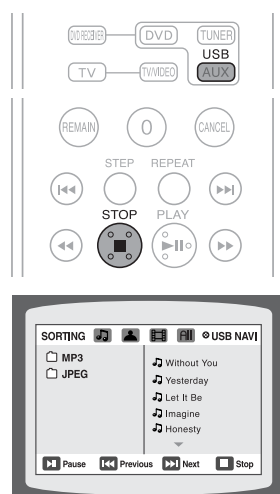 DVD RECEIVER DVD TUNER
USB
TV TV/VIDEO AUX
REMAIN 0 CANCEL
STEP REPEAT
STOP PLAY
SORTING All USB NAVI
MP3
JPEG
Without You
Yesterday
Let It Be
Imagine
Honesty
Pause Previous Next Stop